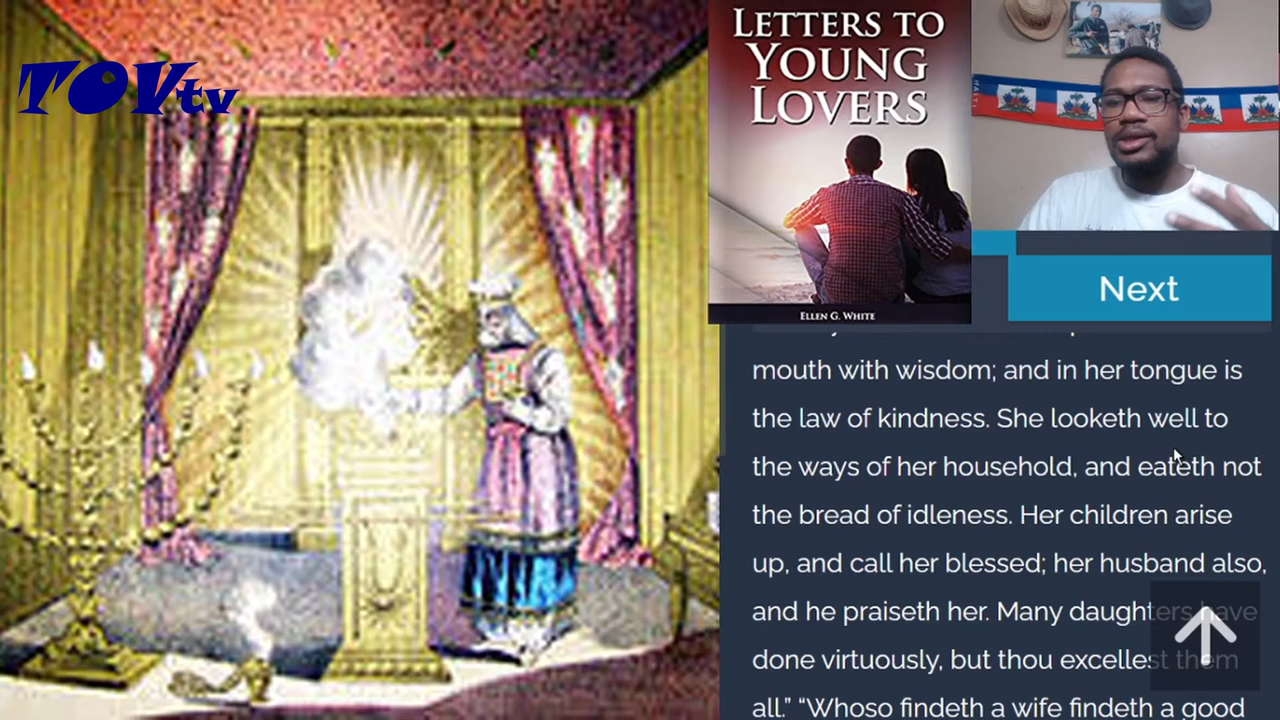 TOVtv
LETTERS TO
YOUNG
LOVERS
ELLEN G. WHITE
Next
mouth with wisdom; and in her tongue is
the law of kindness. She looketh well to
the ways of her household, and eateth not
the bread of idleness. Her children arise
up, and call her blessed; her husband also,
and he praiseth her. Many daughters have
done virtuously, but thou excellest them
all.” “Whoso findeth a wife findeth a good